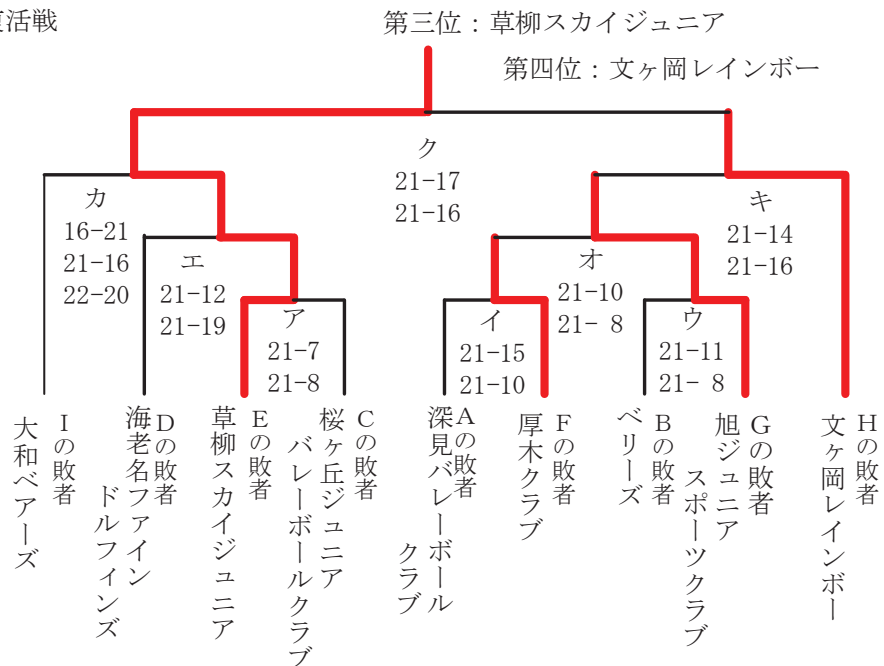 復活戦
第三位：草柳スカイジュニア
第四位：文ヶ岡レインボー
ク
21-17
21-16
カ
16-21
21-16
22-20
キ
21-14
21-16
エ
21-12
21-19
オ
21-10
21- 8
ア
21-7
21-8
イ
21-15
21-10
ウ
21-11
21- 8
Iの敗者
大和ベアーズ
Dの敗者
海老名ファイン
ドルフィンズ
Eの敗者
草柳スカイジュニア
Cの敗者
桜ヶ丘ジュニア
バレーボールクラブ
Aの敗者
深見バレーボール
クラブ
Fの敗者
厚木クラブ
Bの敗者
ベリーズ
Gの敗者
旭ジュニア
スポーツクラブ
Hの敗者
文ヶ岡レインボー